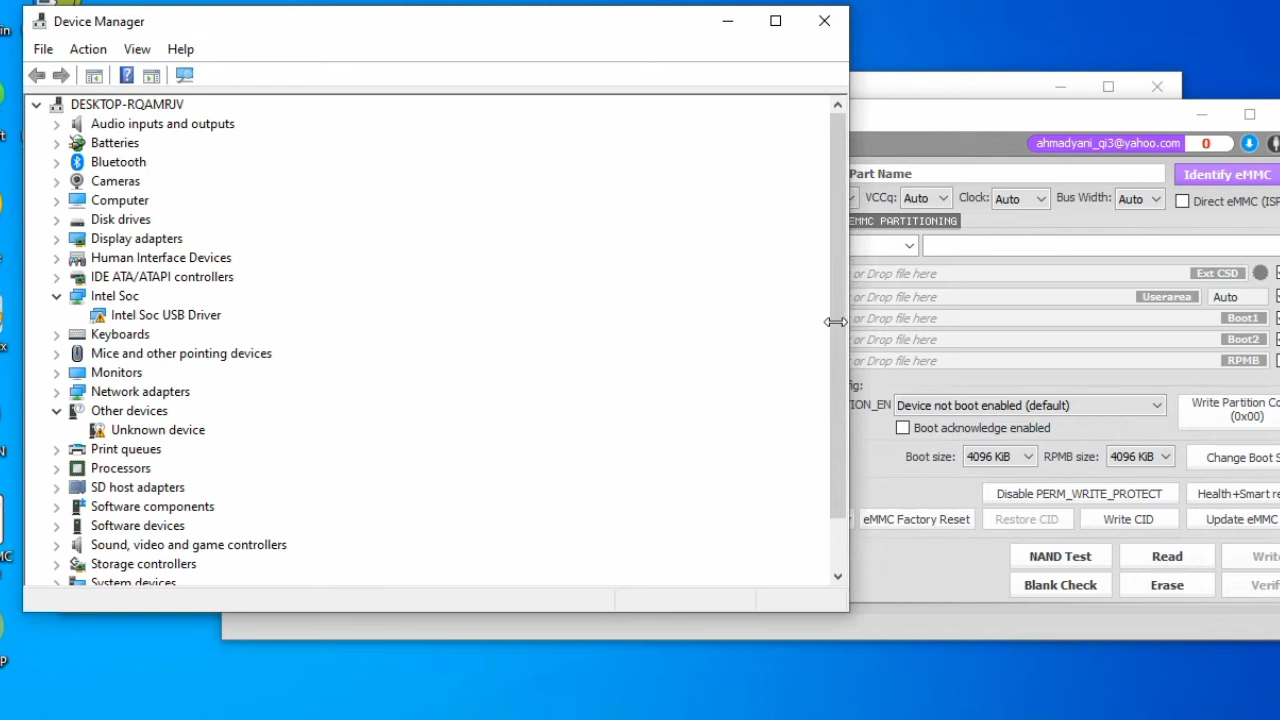 Device Manager
File Action View Help
DESKTOP-RQAMRJV
Audio inputs and outputs
Batteries
Bluetooth
Cameras
Computer
Disk drives
Display adapters
Human Interface Devices
IDE ATA/ATAPI controllers
Intel Soc
Intel Soc USB Driver
Keyboards
Mice and other pointing devices
Monitors
Network adapters
Other devices
Unknown device
Print queues
Processors
SD host adapters
Software components
Software devices
Sound, video and game controllers
Storage controllers
System devices
ahmadyani_qi3@yahoo.com 0
Part Name Identify eMMC
VCCq: Auto Clock: Auto Bus Width: Auto Direct eMMC (ISP
EMMC PARTITIONING
or Drop file here Ext CSD
or Drop file here Userarea Auto
or Drop file here Boot1
or Drop file here Boot2
or Drop file here RPMB
ig:
ION_EN Device not boot enabled (default) Write Partition Co
(0x00)
Boot acknowledge enabled
Boot size: 4096 KiB RPMB size: 4096 KiB Change Boot S
Disable PERM_WRITE_PROTECT Health+Smart re
eMMC Factory Reset Restore CID Write CID Update eMMC
NAND Test Read Write
Blank Check Erase Verif